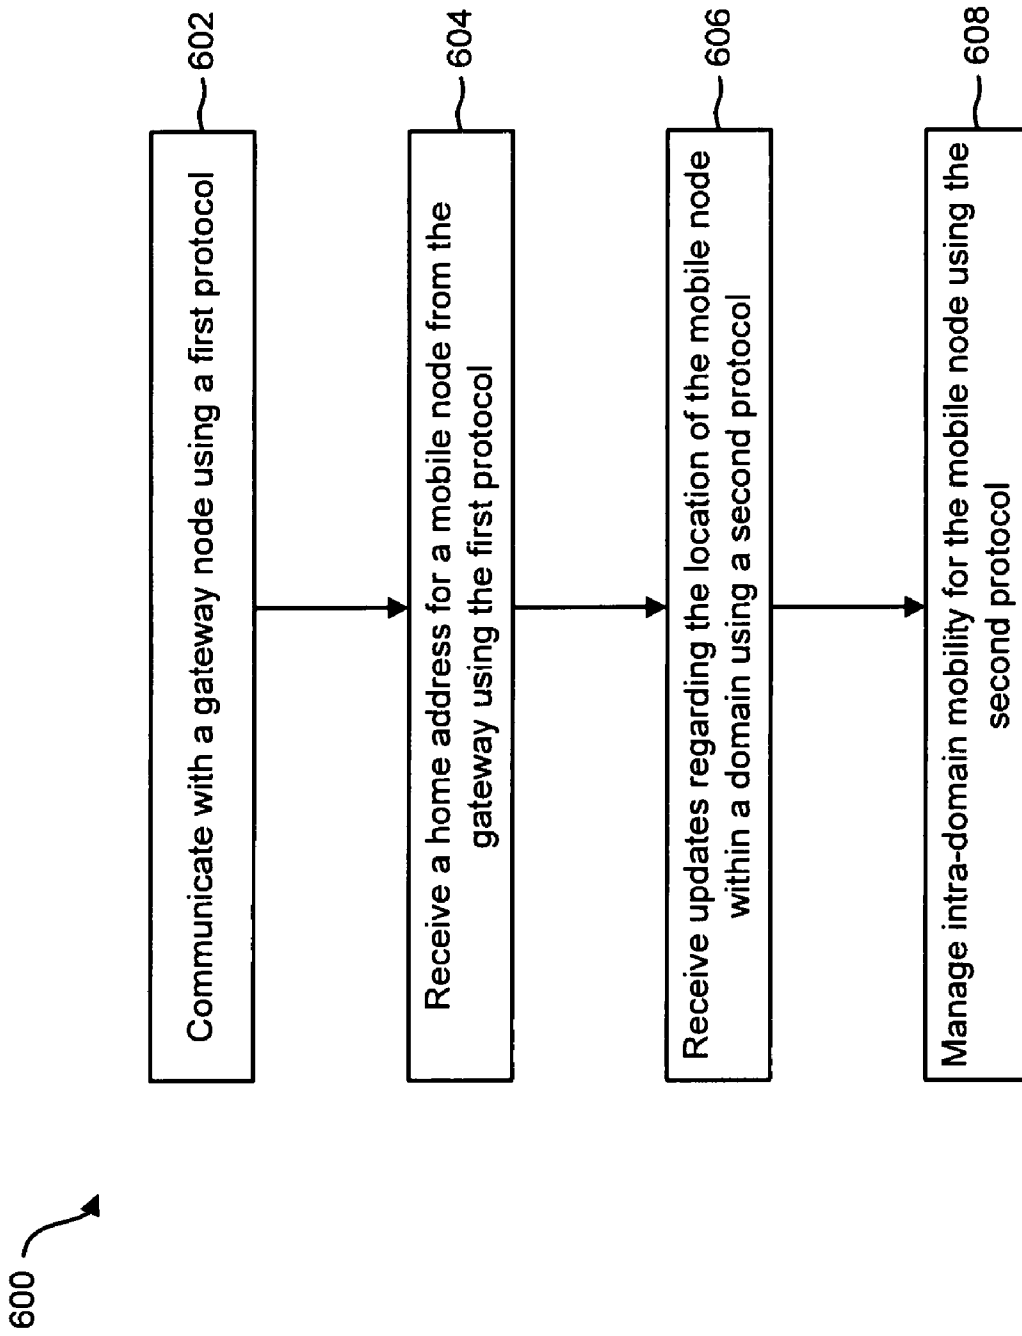 600
Communicate with a gateway node using a first protocol
602
Receive a home address for a mobile node from the
gateway using the first protocol
604
Receive updates regarding the location of the mobile node
within a domain using a second protocol
606
Manage intra-domain mobility for the mobile node using the
second protocol
608